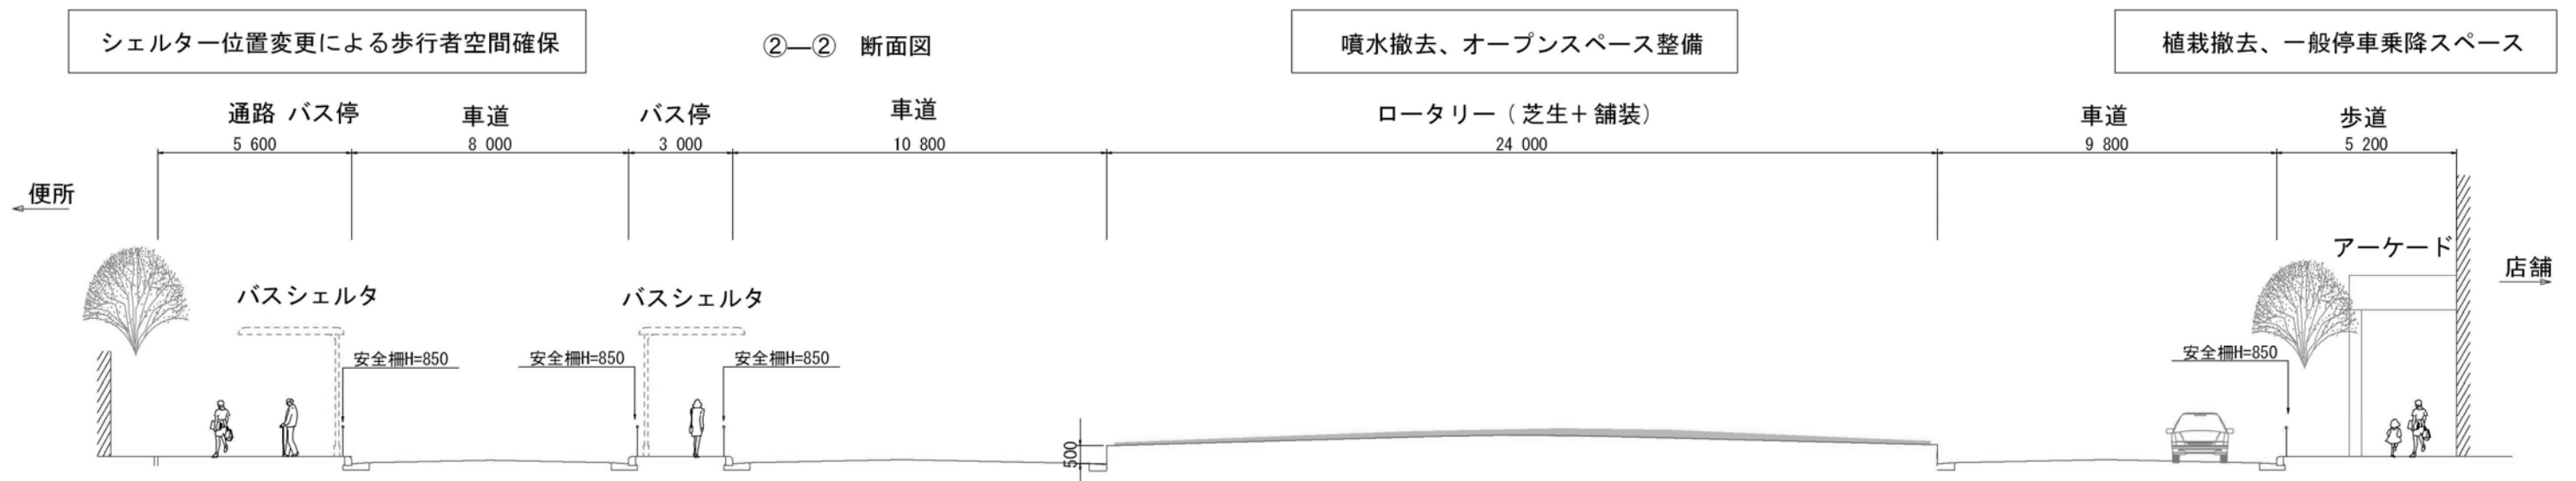 シェルター位置変更による歩行者空間確保
②―② 断面図
噴水撤去、オープンスペース整備
植栽撤去、一般停車乗降スペース
通路 バス停
車道
バス停
車道
ロータリー（芝生＋舗装）
車道
歩道
5 600
8 000
3 000
10 800
24 000
9 800
5 200
便所
アーケード
店舗
バスシェルタ
バスシェルタ
安全柵H=850
安全柵H=850
安全柵H=850
安全柵H=850
500